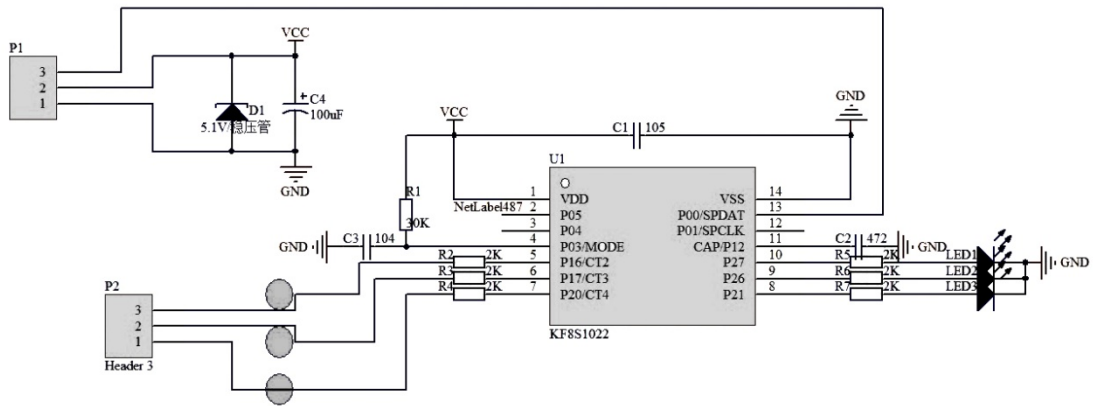 P1
3
2
1
VCC
D1
5.1V/稳压管
+
C4
100uF
GND
VCC
C1 105
GND
U1
R1
30K
NetLabel487
1 VDD VSS 14
2 P05 P00/SPDAT 13
3 P04 P01/SPCLK 12
4 P03/MODE CAP/P12 11
5 P16/CT2 P27 10
6 P17/CT3 P26 9
7 P20/CT4 P21 8
KF8S1022
GND C3 104
R2 2K
R3 2K
R4 2K
C2 472 GND
R5 2K LED1
R6 2K LED2
R7 2K LED3
GND
P2
3
2
1
Header 3